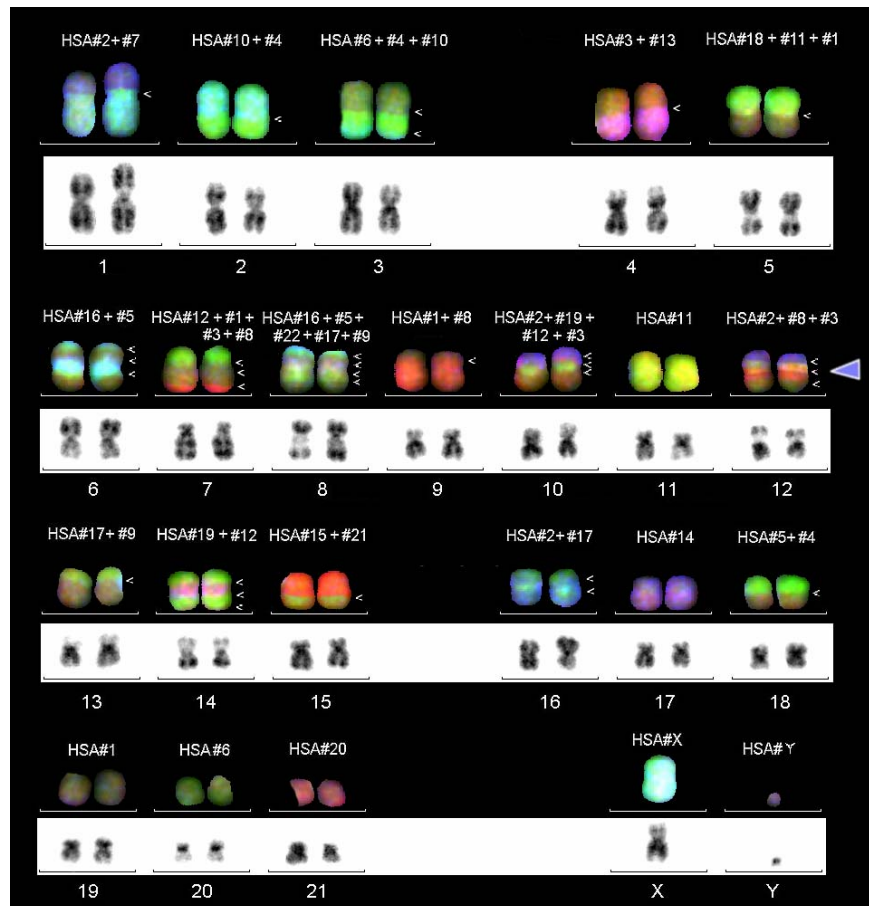 HSA#2+#7 HSA#10+#4 HSA#6+#4+#10 HSA#3+#13 HSA#18+#11+#1
< < < < < <
1 2 3 4 5
HSA#16+#5 HSA#12+#1+ #3+#8 HSA#16+#5+ #22+#17+#9 HSA#1+#8 HSA#2+#19+ #12+#3 HSA#11 HSA#2+#8+#3
6 7 8 9 10 11 12
HSA#17+#9 HSA#19+#12 HSA#15+#21 HSA#2+#17 HSA#14 HSA#5+#4
13 14 15 16 17 18
HSA#1 HSA#6 HSA#20 HSA#X HSA#Y
19 20 21 X Y